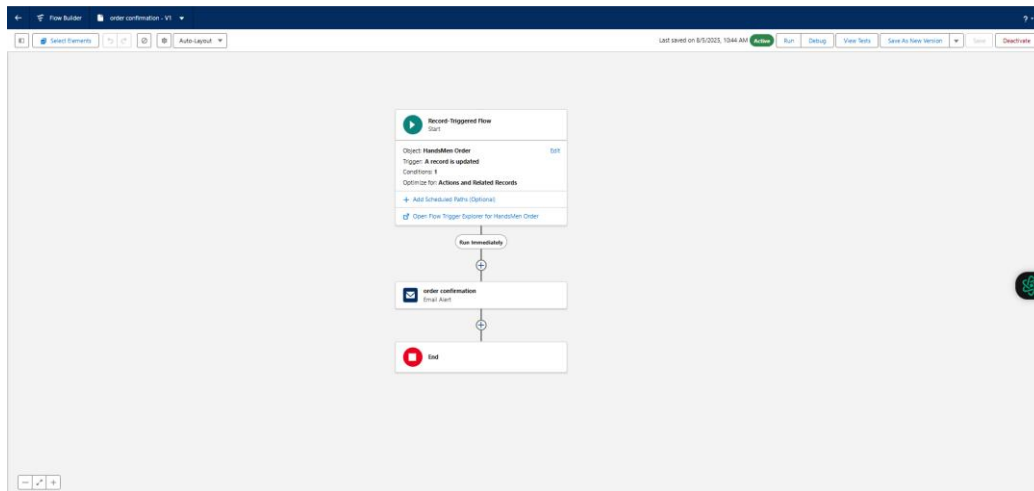 Flow Builder order confirmation - V1
Select Elements Auto-Layout Last saved on 8/5/2025, 10:44 AM Active Run Debug View Tests Save As New Version Save Deactivate
Record-Triggered Flow
Start
Object: HandsMen Order Edit
Trigger: A record is updated
Conditions: 1
Optimize for: Actions and Related Records
+ Add Scheduled Paths (Optional)
Open Flow Trigger Explorer for HandsMen Order
Run Immediately
order confirmation
Email Alert
End